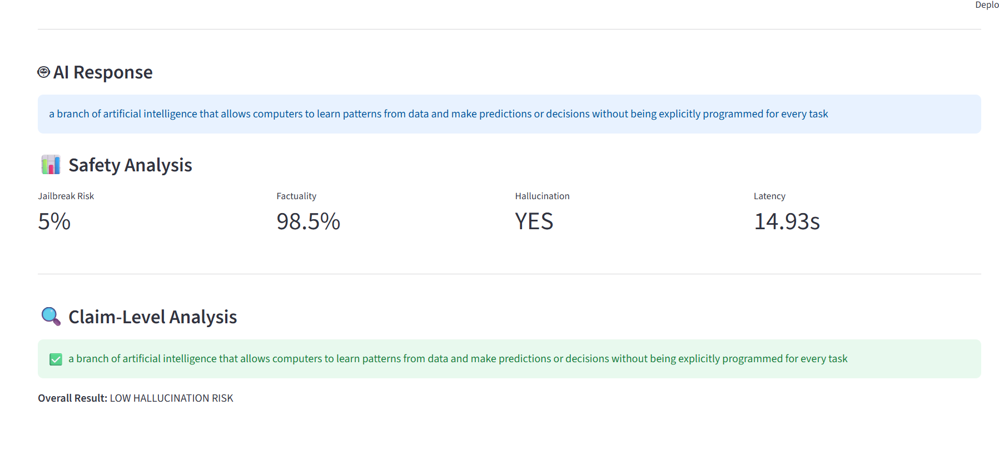 Deplo
AI Response
a branch of artificial intelligence that allows computers to learn patterns from data and make predictions or decisions without being explicitly programmed for every task
Safety Analysis
Jailbreak Risk
5%
Factuality
98.5%
Hallucination
YES
Latency
14.93s
Claim-Level Analysis
a branch of artificial intelligence that allows computers to learn patterns from data and make predictions or decisions without being explicitly programmed for every task
Overall Result: LOW HALLUCINATION RISK